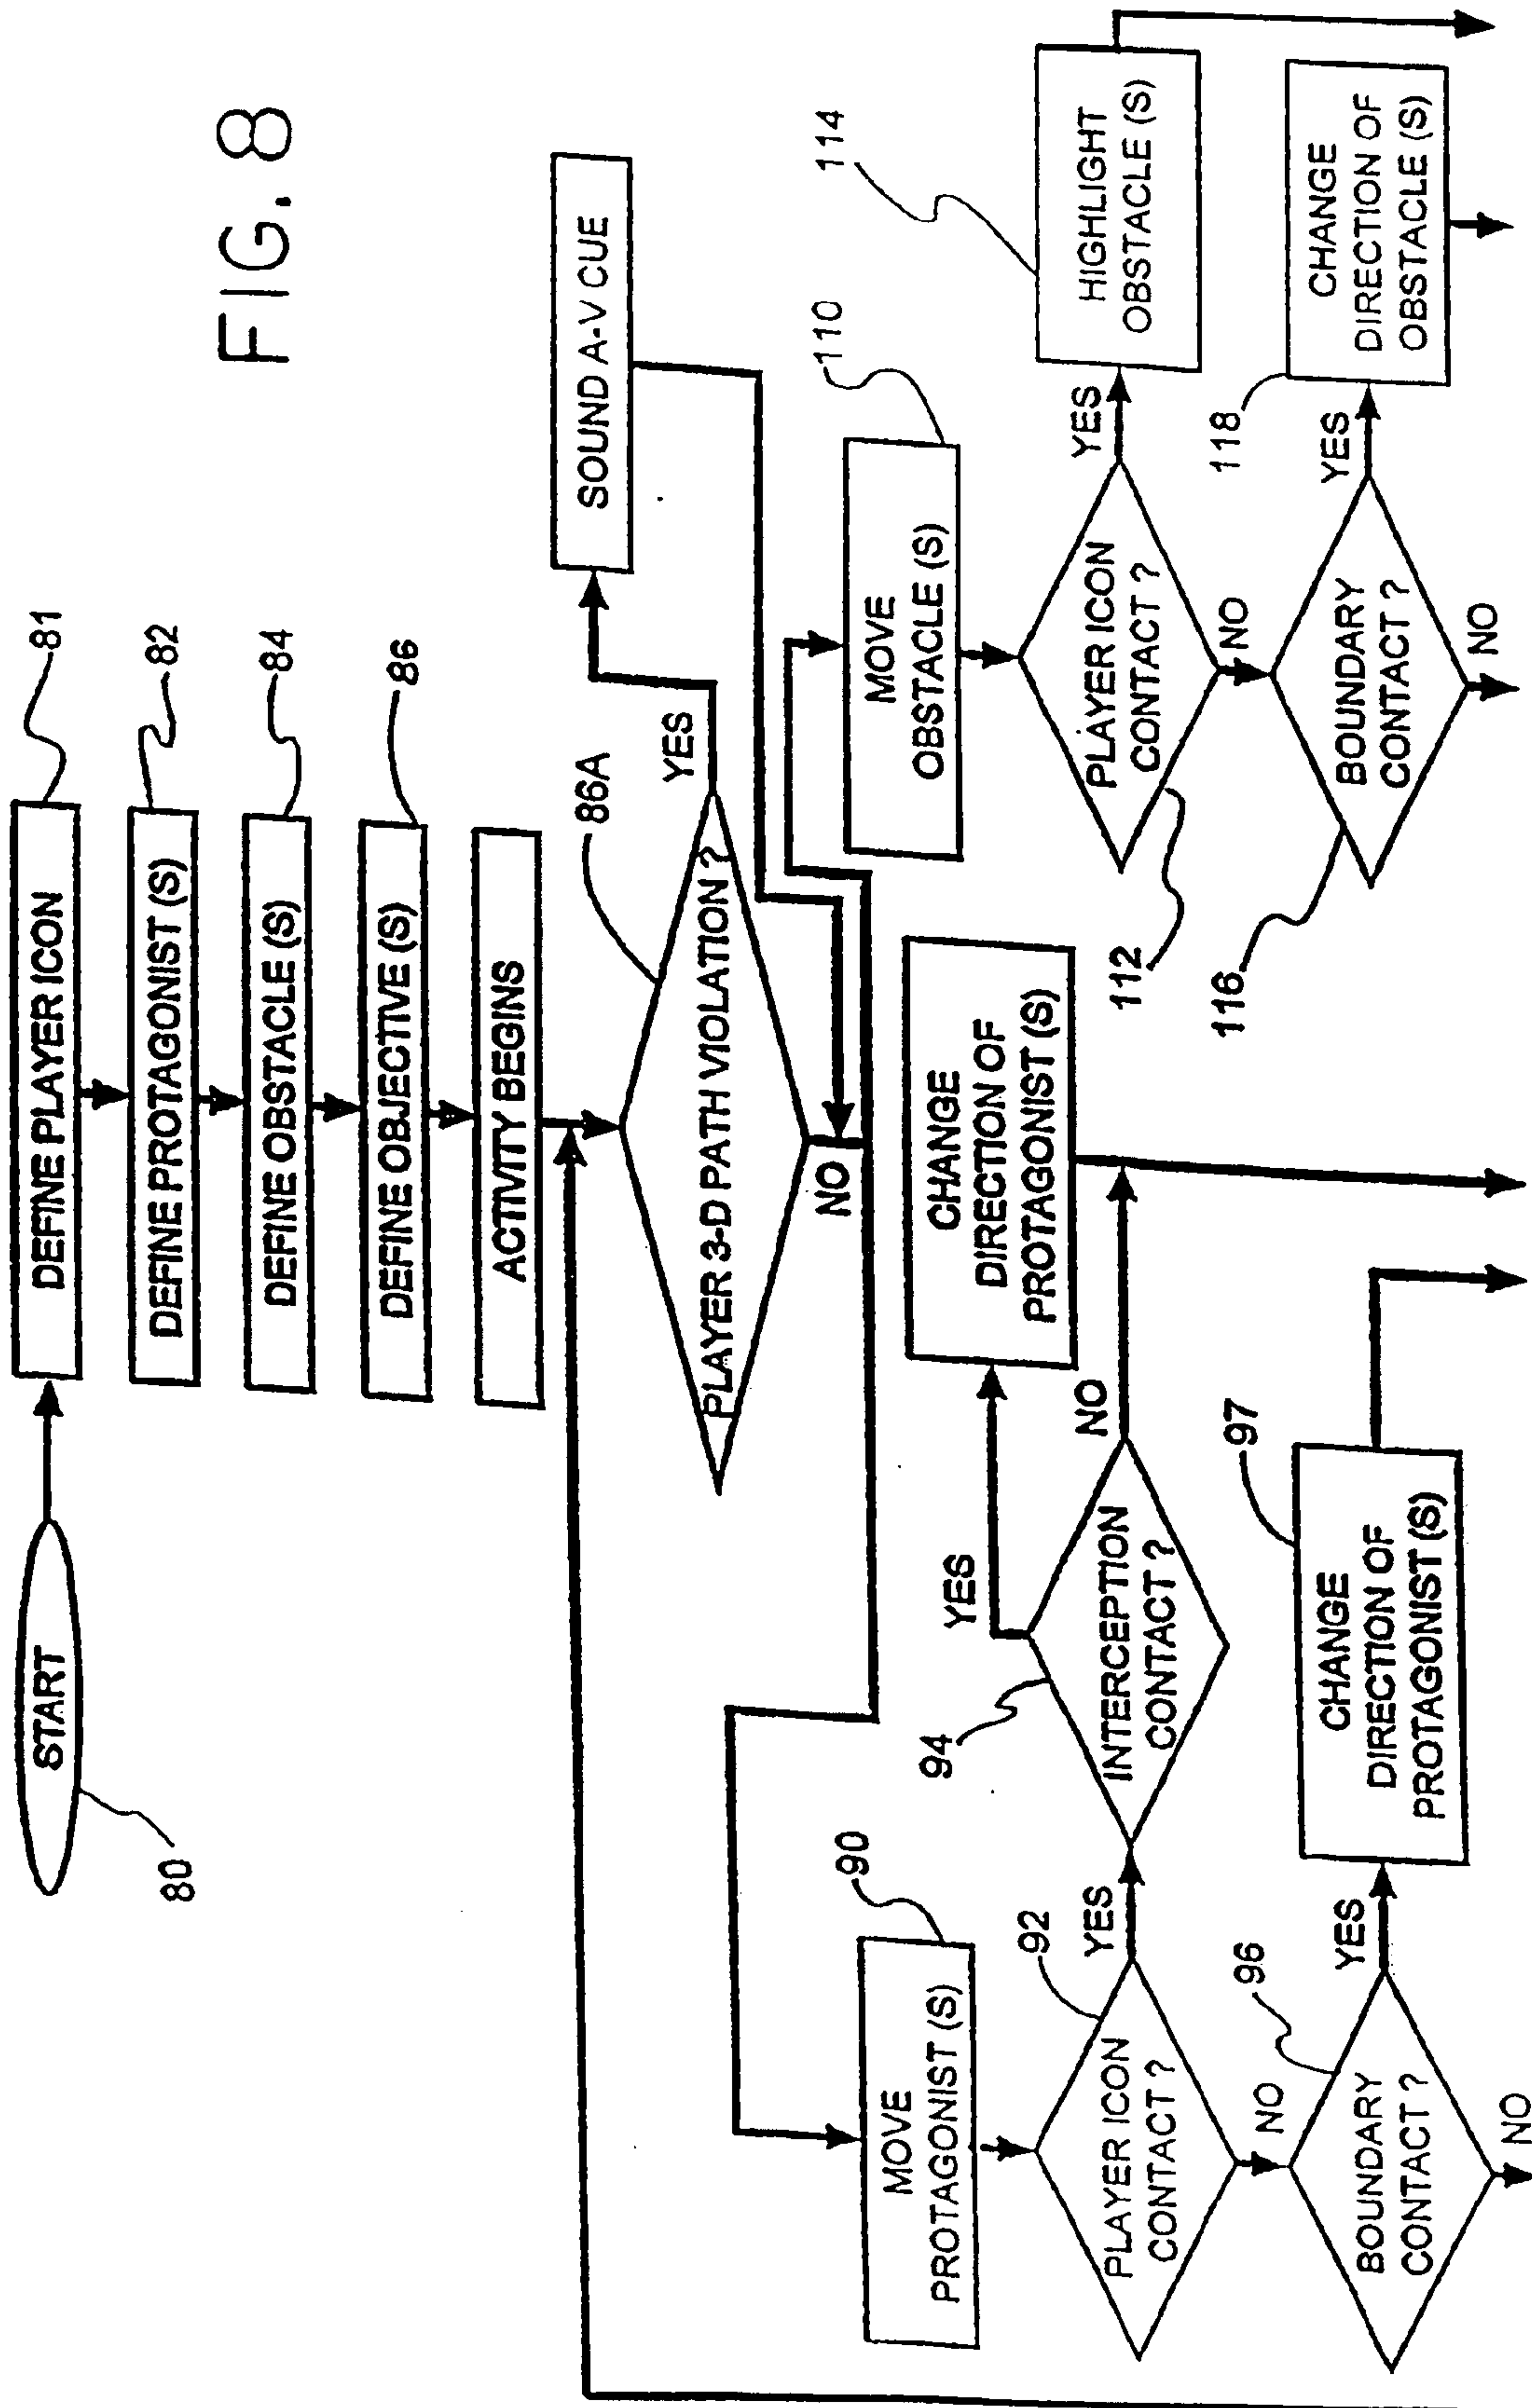 FIG. 8
START
80
DEFINE PLAYER ICON
81
DEFINE PROTAGONIST (S)
82
DEFINE OBSTACLE (S)
84
DEFINE OBJECTIVE (S)
86
ACTIVITY BEGINS
PLAYER 3-D PATH VIOLATION ?
86A
YES
SOUND A-V CUE
NO
MOVE
PROTAGONIST (S)
90
PLAYER ICON
CONTACT ?
92
YES
NO
INTERCEPTION
CONTACT ?
94
YES
NO
CHANGE
DIRECTION OF
PROTAGONIST (S)
BOUNDARY
CONTACT ?
96
YES
NO
CHANGE
DIRECTION OF
PROTAGONIST (S)
97
MOVE
OBSTACLE (S)
110
PLAYER ICON
CONTACT ?
112
YES
NO
HIGHLIGHT
OBSTACLE (S)
114
BOUNDARY
CONTACT ?
116
YES
NO
CHANGE
DIRECTION OF
OBSTACLE (S)
118